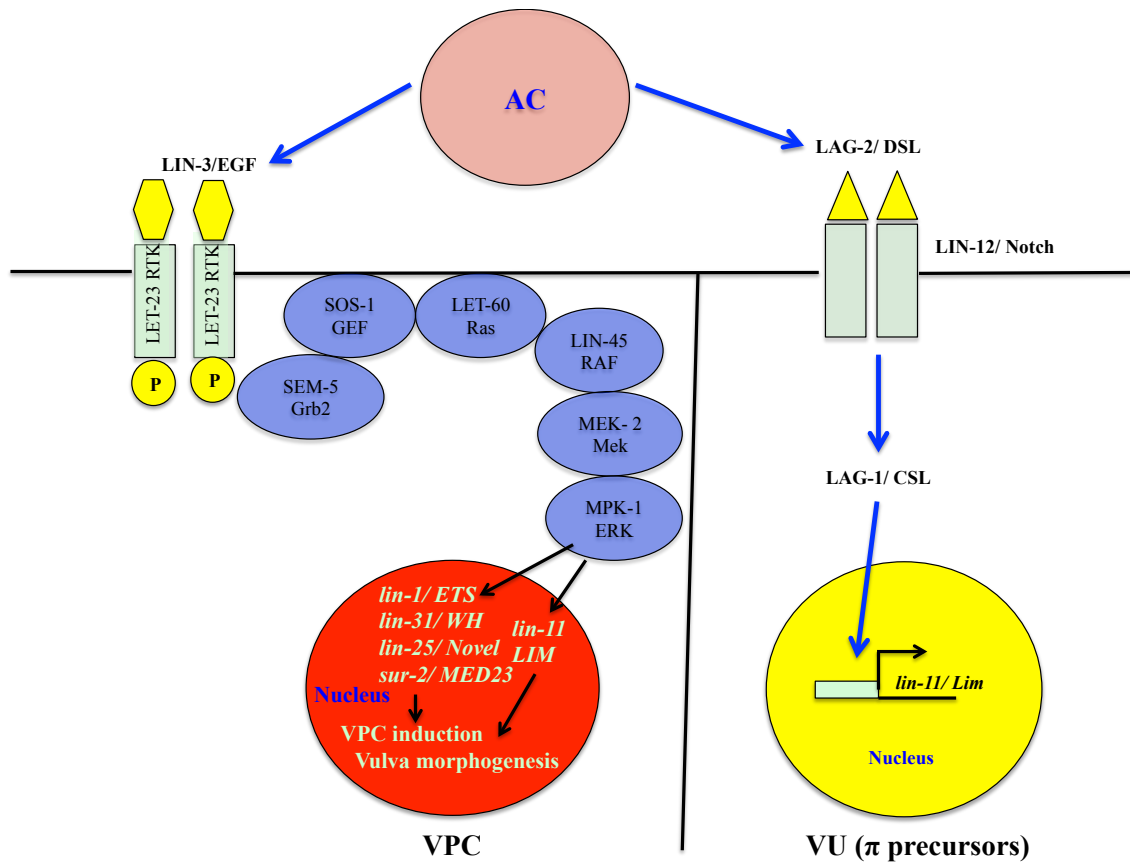 AC
LIN-3/EGF
LAG-2/ DSL
LET-23 RTK
LET-23 RTK
LIN-12/ Notch
P
P
SOS-1
GEF
LET-60
Ras
LIN-45
RAF
SEM-5
Grb2
MEK- 2
Mek
MPK-1
ERK
LAG-1/ CSL
lin-1/ ETS
lin-31/ WH
lin-25/ Novel
sur-2/ MED23
lin-11
LIM
Nucleus
VPC induction
Vulva morphogenesis
lin-11/ Lim
Nucleus
VPC
VU (π precursors)